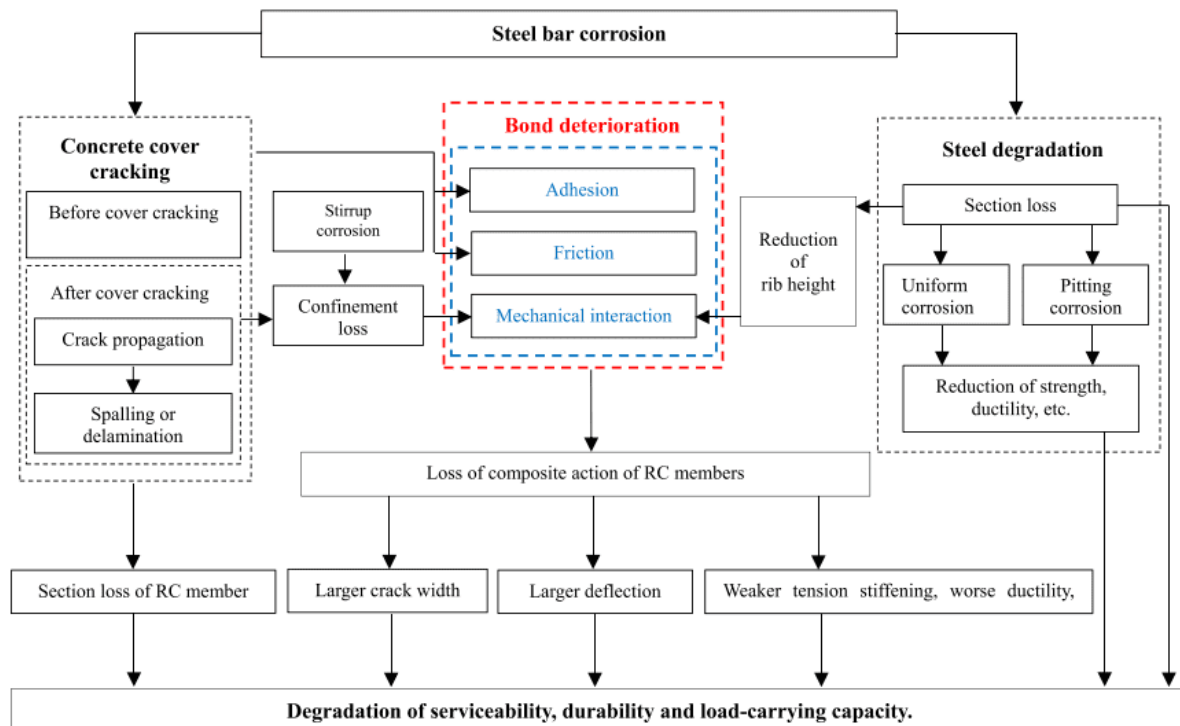 Steel bar corrosion
Concrete cover
cracking
Before cover cracking
After cover cracking
Crack propagation
Spalling or
delamination
Stirrup
corrosion
Confinement
loss
Bond deterioration
Adhesion
Friction
Mechanical interaction
Reduction
of
rib height
Steel degradation
Section loss
Uniform
corrosion
Pitting
corrosion
Reduction of strength,
ductility, etc.
Loss of composite action of RC members
Section loss of RC member
Larger crack width
Larger deflection
Weaker tension stiffening, worse ductility,
Degradation of serviceability, durability and load-carrying capacity.